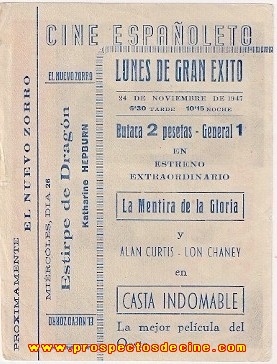 CINE ESPAÑOLETO
LUNES DE GRAN EXITO
24 DE NOVIEMBRE DE 1947
6'30 TARDE 10'15 NOCHE
Butaca 2 pesetas - General 1
EN
ESTRENO
EXTRAORDINARIO
La Mentira de la Gloria
y
ALAN CURTIS - LON CHANEY
en
CASTA INDOMABLE
La mejor película del
PROXIMAMENTE EL NUEVO ZORRO
MIÉRCOLES, DIA 26
Estirpe de Dragón
Katharine HEPBURN
EL NUEVO ZORRO
EL NUEVO ZORRO
www.prospectosdecine.com